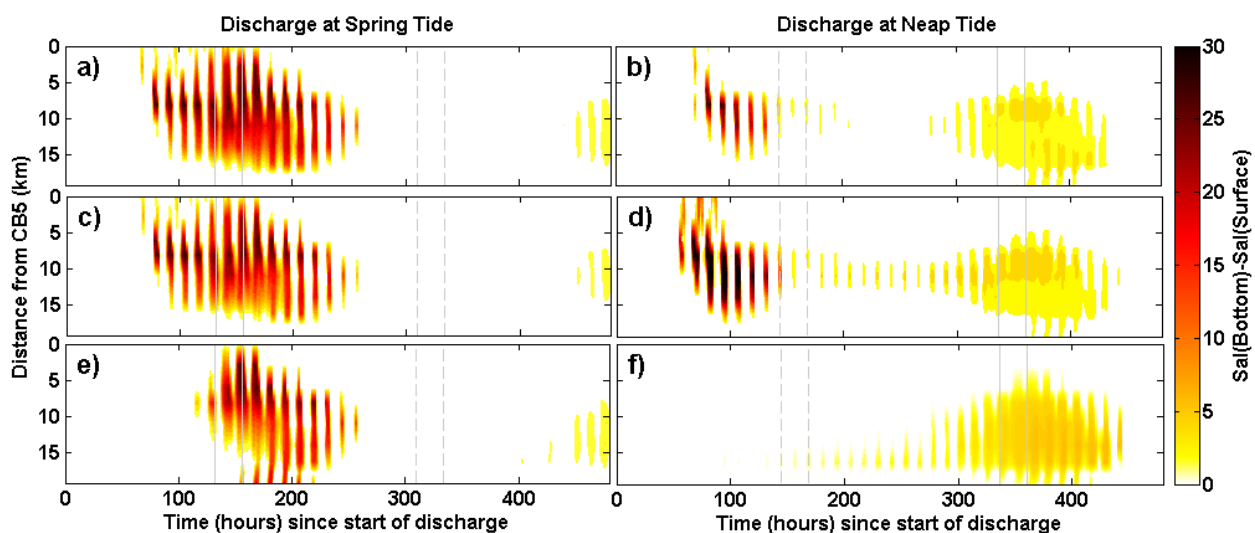 Discharge at Spring Tide
Discharge at Neap Tide
a)
b)
c)
d)
e)
f)
0
5
10
15
0
5
10
15
0
5
10
15
Distance from CB5 (km)
0
100
200
300
400
0
100
200
300
400
Time (hours) since start of discharge
Time (hours) since start of discharge
30
25
20
15
10
5
0
Sal(Bottom)-Sal(Surface)